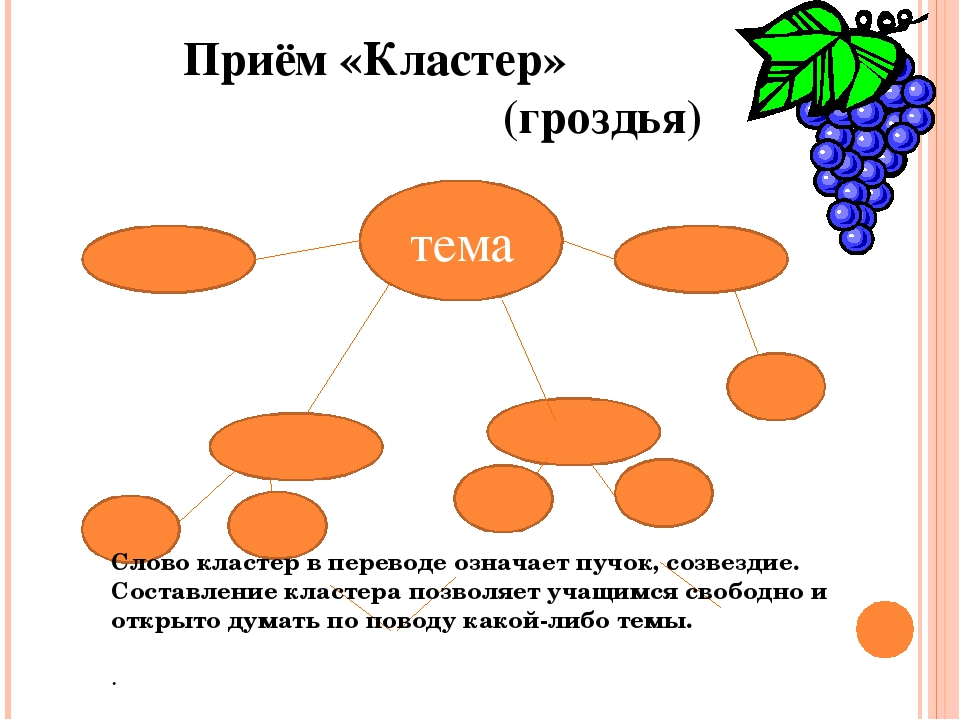 Приём «Кластер»
(гроздья)
тема
Слово кластер в переводе означает пучок, созвездие.
Составление кластера позволяет учащимся свободно и
открыто думать по поводу какой-либо темы.
.